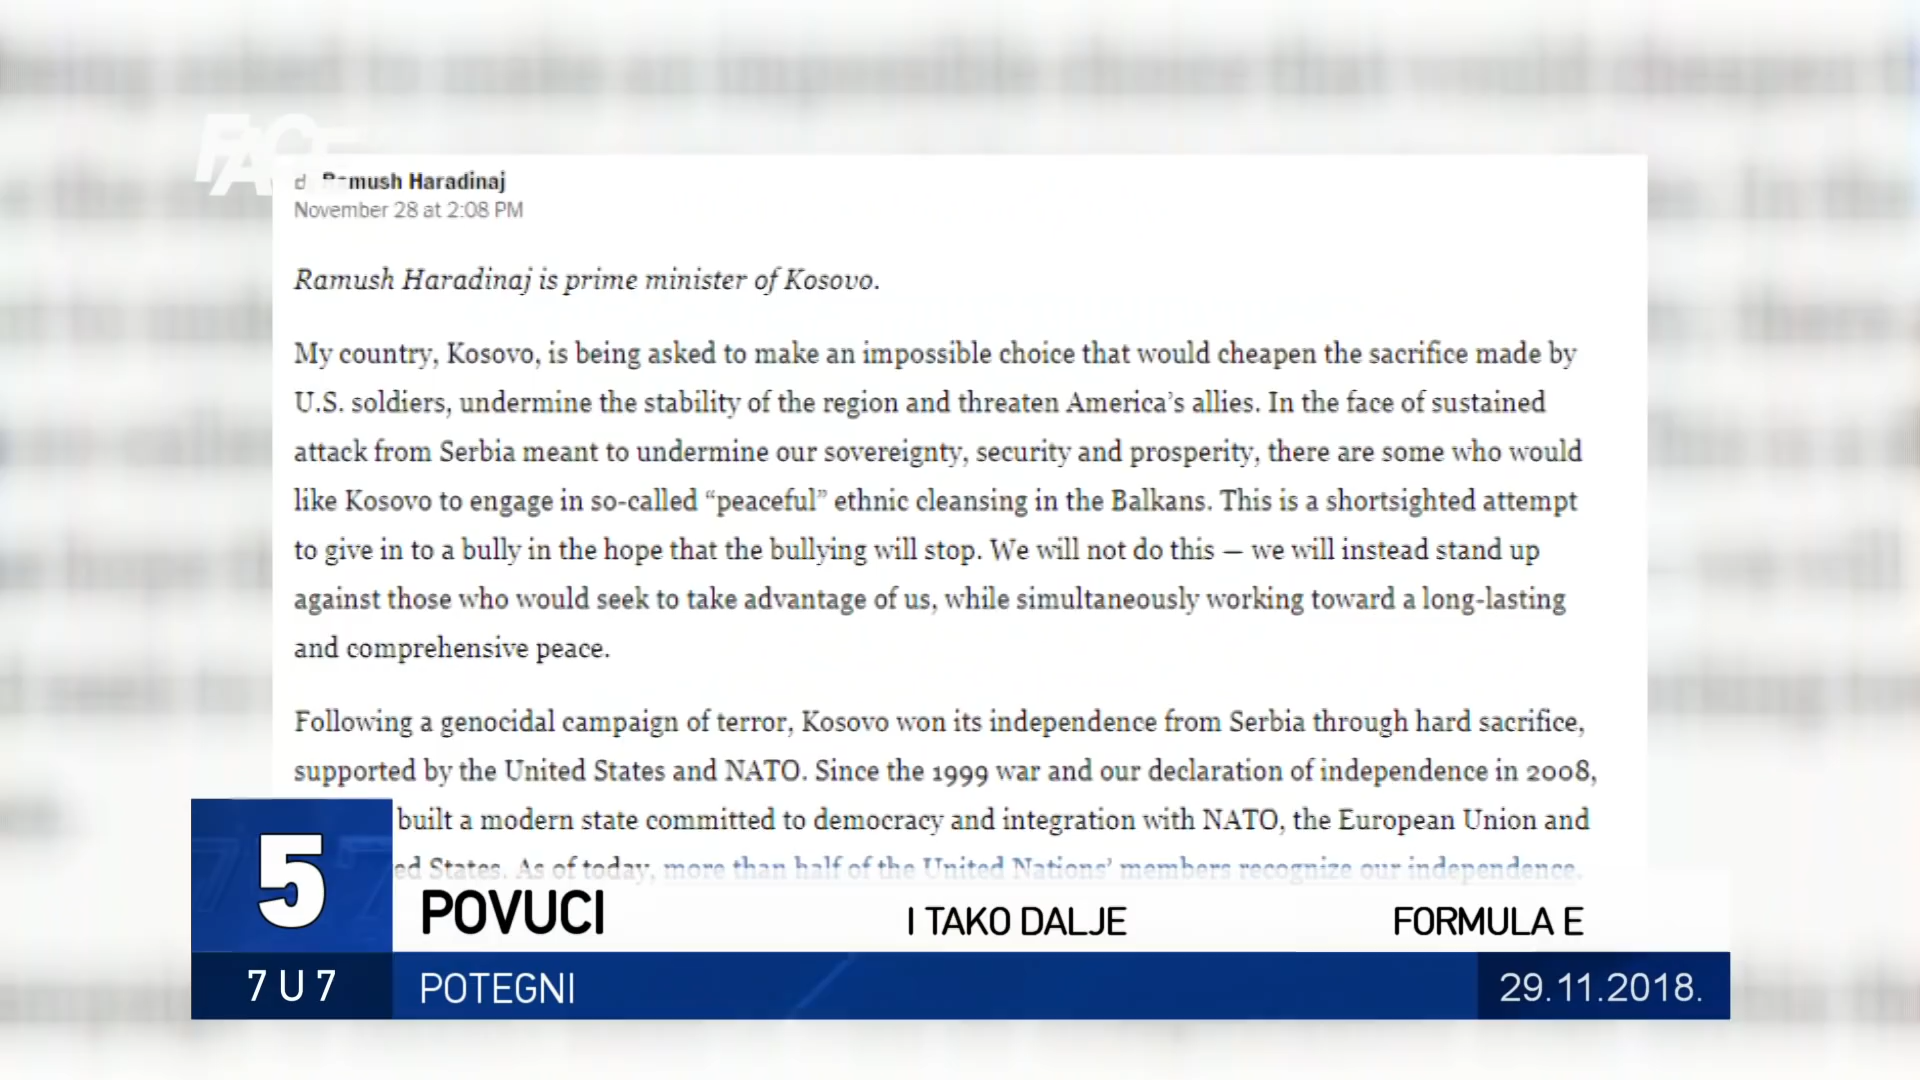 FACE
Ramush Haradinaj
November 28 at 2:08 PM
Ramush Haradinaj is prime minister of Kosovo.
My country, Kosovo, is being asked to make an impossible choice that would cheapen the sacrifice made by
U.S. soldiers, undermine the stability of the region and threaten America’s allies. In the face of sustained
attack from Serbia meant to undermine our sovereignty, security and prosperity, there are some who would
like Kosovo to engage in so-called “peaceful” ethnic cleansing in the Balkans. This is a shortsighted attempt
to give in to a bully in the hope that the bullying will stop. We will not do this — we will instead stand up
against those who would seek to take advantage of us, while simultaneously working toward a long-lasting
and comprehensive peace.
Following a genocidal campaign of terror, Kosovo won its independence from Serbia through hard sacrifice,
supported by the United States and NATO. Since the 1999 war and our declaration of independence in 2008,
built a modern state committed to democracy and integration with NATO, the European Union and
ed States. As of today, more than half of the United Nations’ members recognize our independence.
5
POVUCI I TAKO DALJE FORMULA E
7 U 7
POTEGNI
29.11.2018.